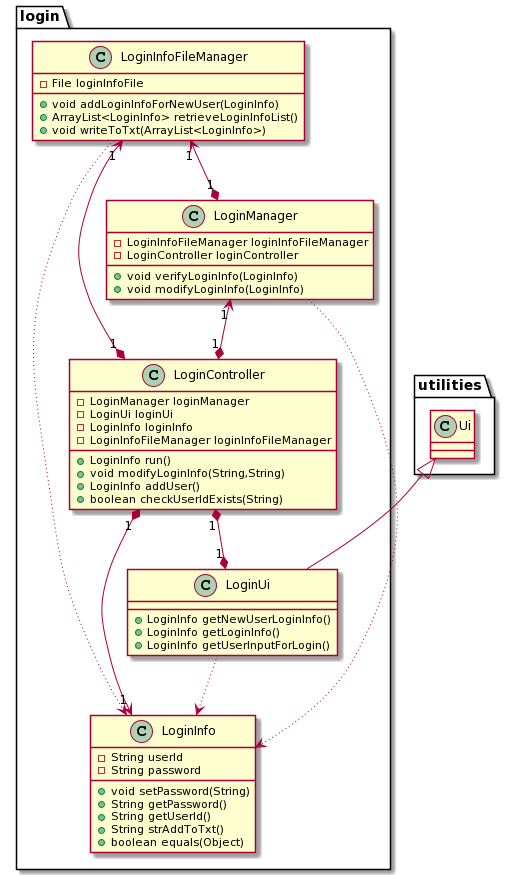 login
C LoginInfoFileManager
File loginInfoFile
void addLoginInfoForNewUser(LoginInfo)
ArrayList<LoginInfo> retrieveLoginInfoList()
void writeToTxt(ArrayList<LoginInfo>)
1
1
1
C LoginManager
LoginInfoFileManager loginInfoFileManager
LoginController loginController
void verifyLoginInfo(LoginInfo)
void modifyLoginInfo(LoginInfo)
1
1
1
C LoginController
LoginManager loginManager
LoginUi loginUi
LoginInfo loginInfo
LoginInfoFileManager loginInfoFileManager
LoginInfo run()
void modifyLoginInfo(String,String)
LoginInfo addUser()
boolean checkUserIdExists(String)
utilities
C Ui
1
1
1
C LoginUi
LoginInfo getNewUserLoginInfo()
LoginInfo getLoginInfo()
LoginInfo getUserInputForLogin()
1
C LoginInfo
String userId
String password
void setPassword(String)
String getPassword()
String getUserId()
String strAddToTxt()
boolean equals(Object)